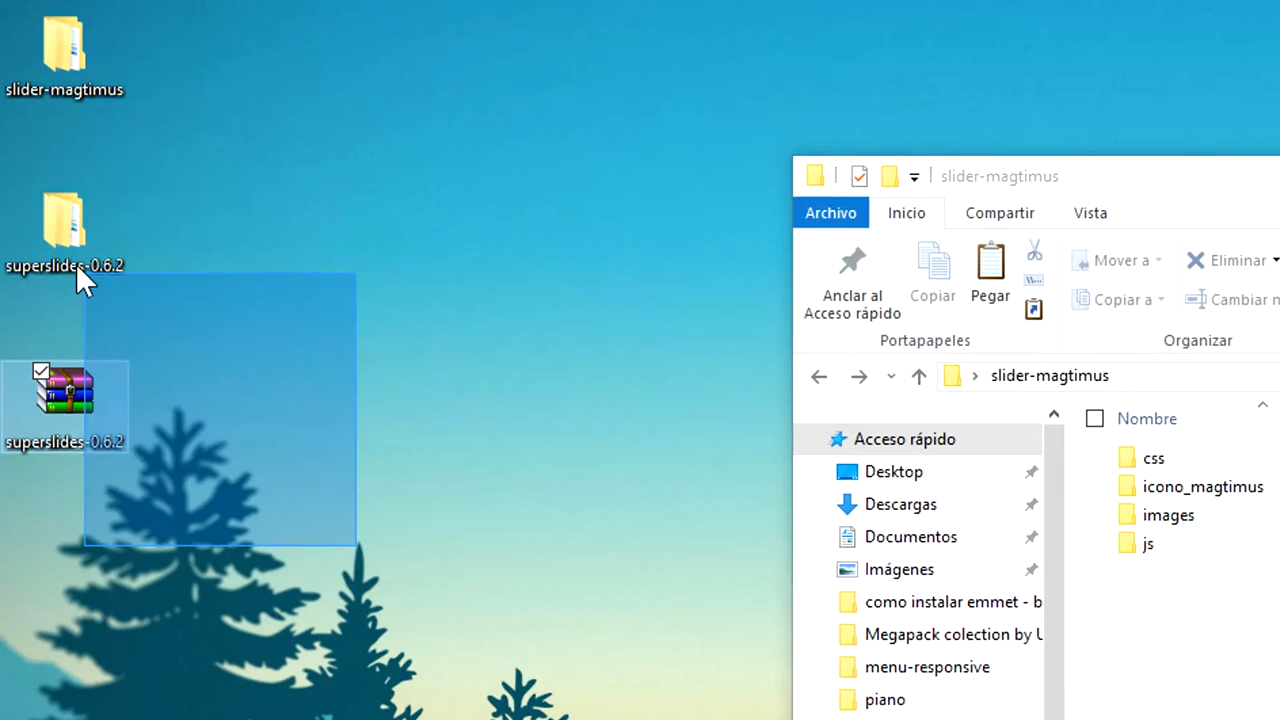 slider-magtimus
superslides-0.6.2
superslides-0.6.2
slider-magtimus
Archivo Inicio Compartir Vista
Anclar al
Acceso rápido
Copiar
Pegar
Mover a
Eliminar
Copiar a
Portapapeles
Organizar
slider-magtimus
Acceso rápido
Desktop
Descargas
Documentos
Imágenes
como instalar emmet - b
Megapack colection by
menu-responsive
piano
Nombre
css
icono_magtimus
images
js